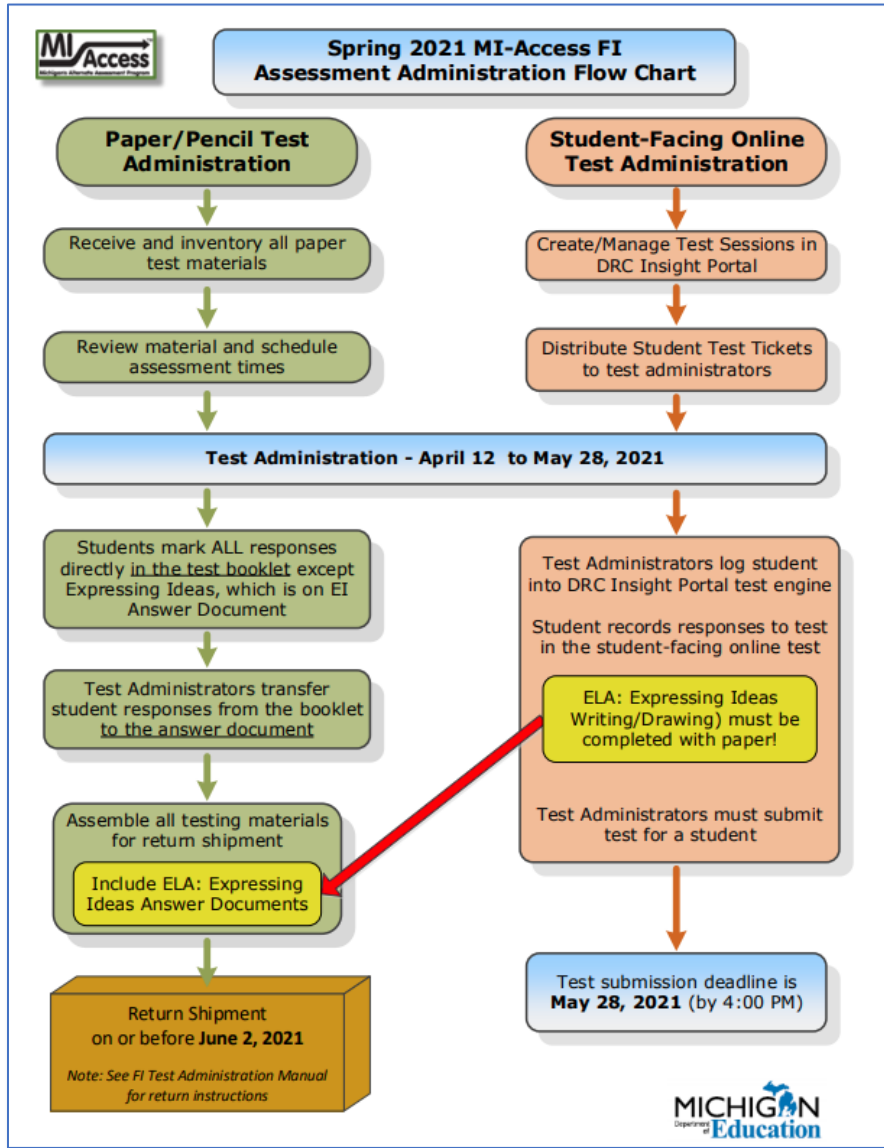 MI Access
Michigan's Alternate Assessment Program
Spring 2021 MI-Access FI
Assessment Administration Flow Chart
Paper/Pencil Test
Administration
Receive and inventory all paper
test materials
Review material and schedule
assessment times
Student-Facing Online
Test Administration
Create/Manage Test Sessions in
DRC Insight Portal
Distribute Student Test Tickets
to test administrators
Test Administration - April 12 to May 28, 2021
Students mark ALL responses
directly in the test booklet except
Expressing Ideas, which is on EI
Answer Document
Test Administrators transfer
student responses from the booklet
to the answer document
Assemble all testing materials
for return shipment
Include ELA: Expressing
Ideas Answer Documents
Return Shipment
on or before June 2, 2021
Note: See FI Test Administration Manual
for return instructions
Test Administrators log student
into DRC Insight Portal test engine
Student records responses to test
in the student-facing online test
ELA: Expressing Ideas
Writing/Drawing) must be
completed with paper!
Test Administrators must submit
test for a student
Test submission deadline is
May 28, 2021 (by 4:00 PM)
MICHIGAN
Department of Education